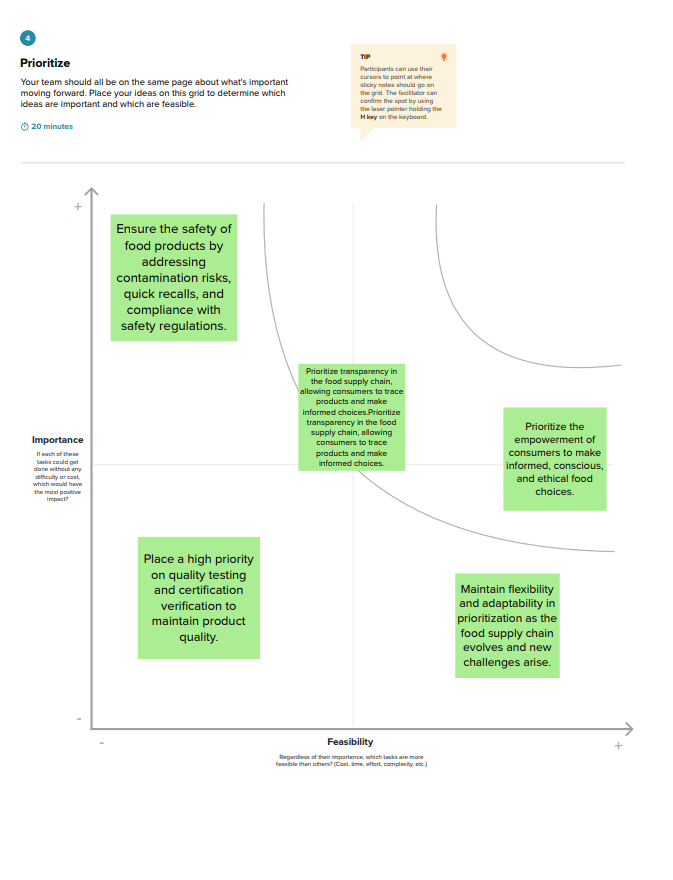 4
Prioritize
Your team should all be on the same page about what's important
moving forward. Place your ideas on this grid to determine which
ideas are important and which are feasible.
20 minutes
TIP
Participants can use their
cursors to point at where
sticky notes should go on
the grid. The facilitator can
confirm the spot by using
the laser pointer holding the
H key on the keyboard.
+
Ensure the safety of
food products by
addressing
contamination risks,
quick recalls, and
compliance with
safety regulations.
Prioritize transparency in
the food supply chain,
allowing consumers to trace
products and make
informed choices.Prioritize
transparency in the food
supply chain, allowing
consumers to trace
products and make
informed choices.
Prioritize the
empowerment of
consumers to make
informed, conscious,
and ethical food
choices.
Importance
If each of these
tasks could get
done without any
difficulty or cost,
which would have
the most positive
impact?
Place a high priority
on quality testing
and certification
verification to
maintain product
quality.
Maintain flexibility
and adaptability in
prioritization as the
food supply chain
evolves and new
challenges arise.
-
-
Feasibility
+
Regardless of their importance, which tasks are more
feasible than others? (Cost, time, effort, complexity, etc.)